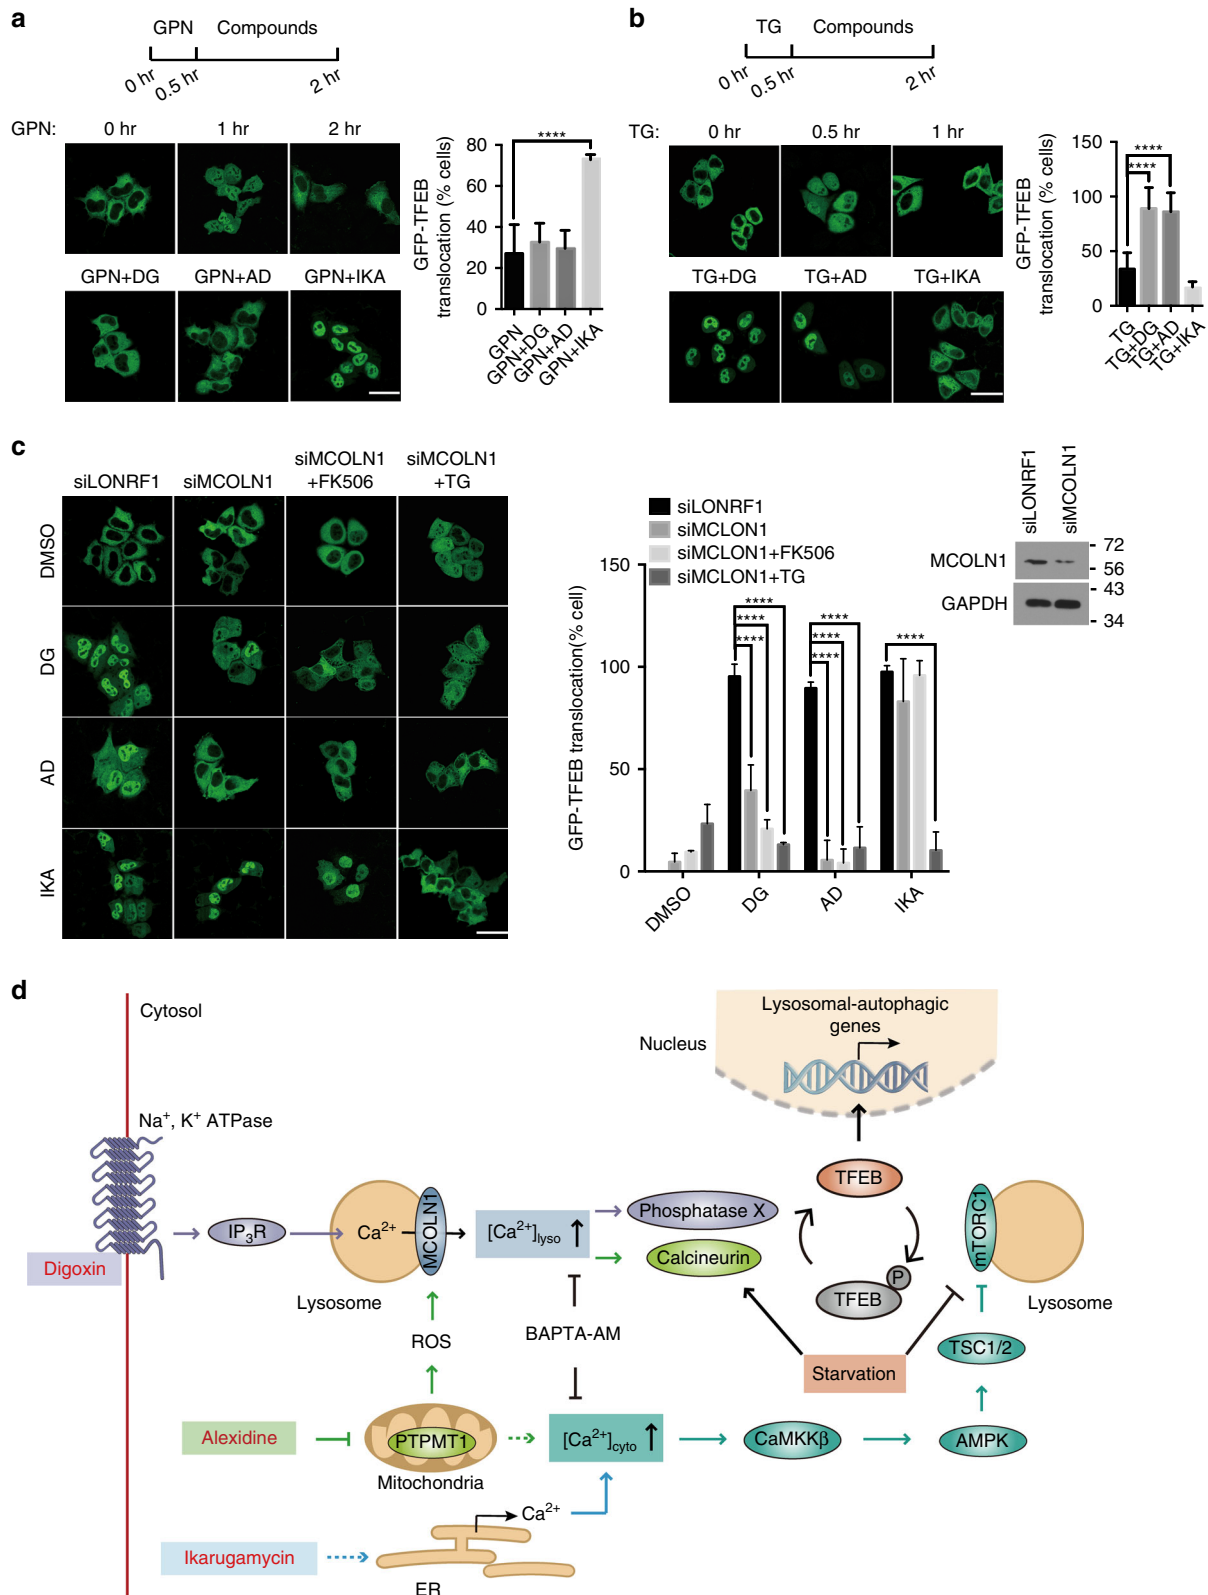 a
GPN Compounds
0 hr 0.5 hr 2 hr
GPN: 0 hr 1 hr 2 hr
GPN+DG GPN+AD GPN+IKA
GFP-TFEB
translocation (% cells)
80
60
40
20
0
****
GPN
GPN+DG
GPN+AD
GPN+IKA
b
TG Compounds
0 hr 0.5 hr 2 hr
TG: 0 hr 0.5 hr 1 hr
TG+DG TG+AD TG+IKA
GFP-TFEB
translocation (% cells)
150
100
50
0
****
****
TG
TG+DG
TG+AD
TG+IKA
c
siLONRF1 siMCOLN1 siMCOLN1
+FK506 siMCOLN1
+TG
DMSO
DG
AD
IKA
siLONRF1
siMCLON1
siMCLON1+FK506
siMCLON1+TG
GFP-TFEB translocation(% cell)
150
100
50
0
****
****
****
****
****
****
****
DMSO
DG
AD
IKA
siLONRF1
siMCOLN1
MCOLN1
GAPDH
72
56
43
34
d
Cytosol
Na+, K+ ATPase
Digoxin
IP3R
Ca2+
MCOLN1
Lysosome
[Ca2+]lyso
Phosphatase X
Calcineurin
Nucleus
Lysosomal-autophagic
genes
TFEB
P
TFEB
mTORC1
Lysosome
ROS
BAPTA-AM
Starvation
TSC1/2
Alexidine
PTPMT1
Mitochondria
[Ca2+]cyto
CaMKKβ
AMPK
Ca2+
Ikarugamycin
ER